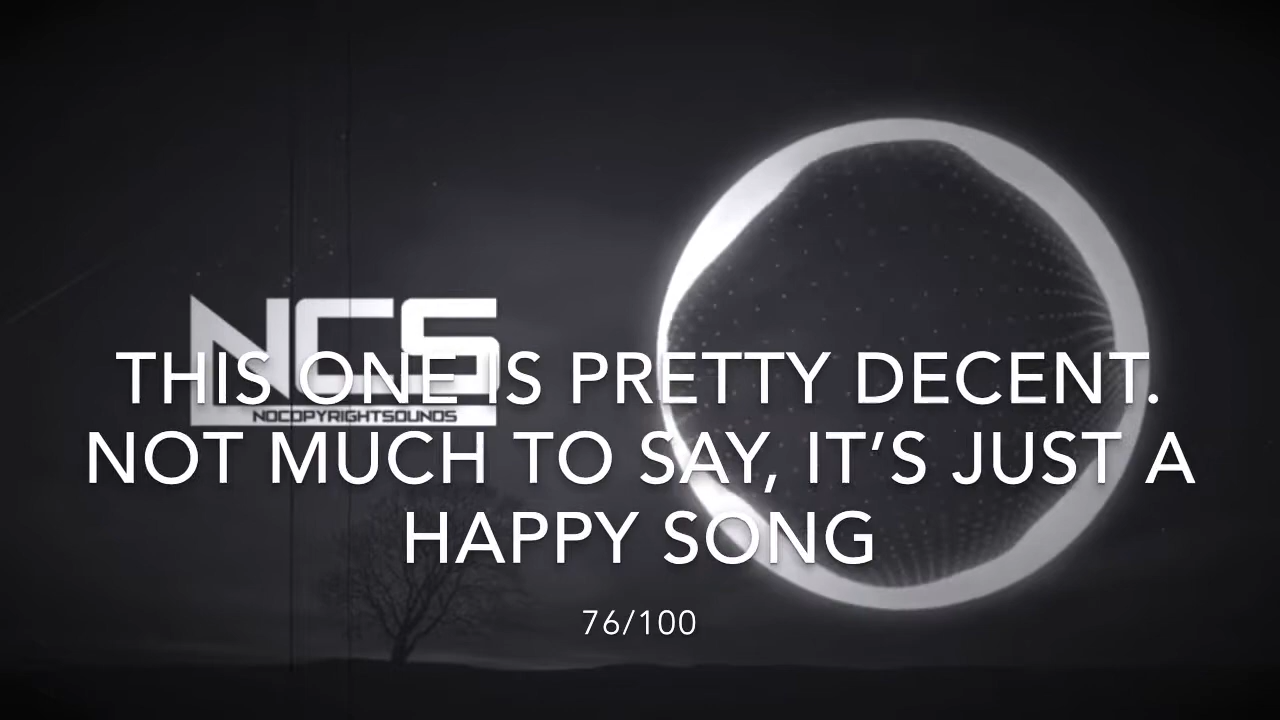 NCS
NOCOPYRIGHTSOUNDS
THIS ONE IS PRETTY DECENT.
NOT MUCH TO SAY, IT’S JUST A
HAPPY SONG
76/100